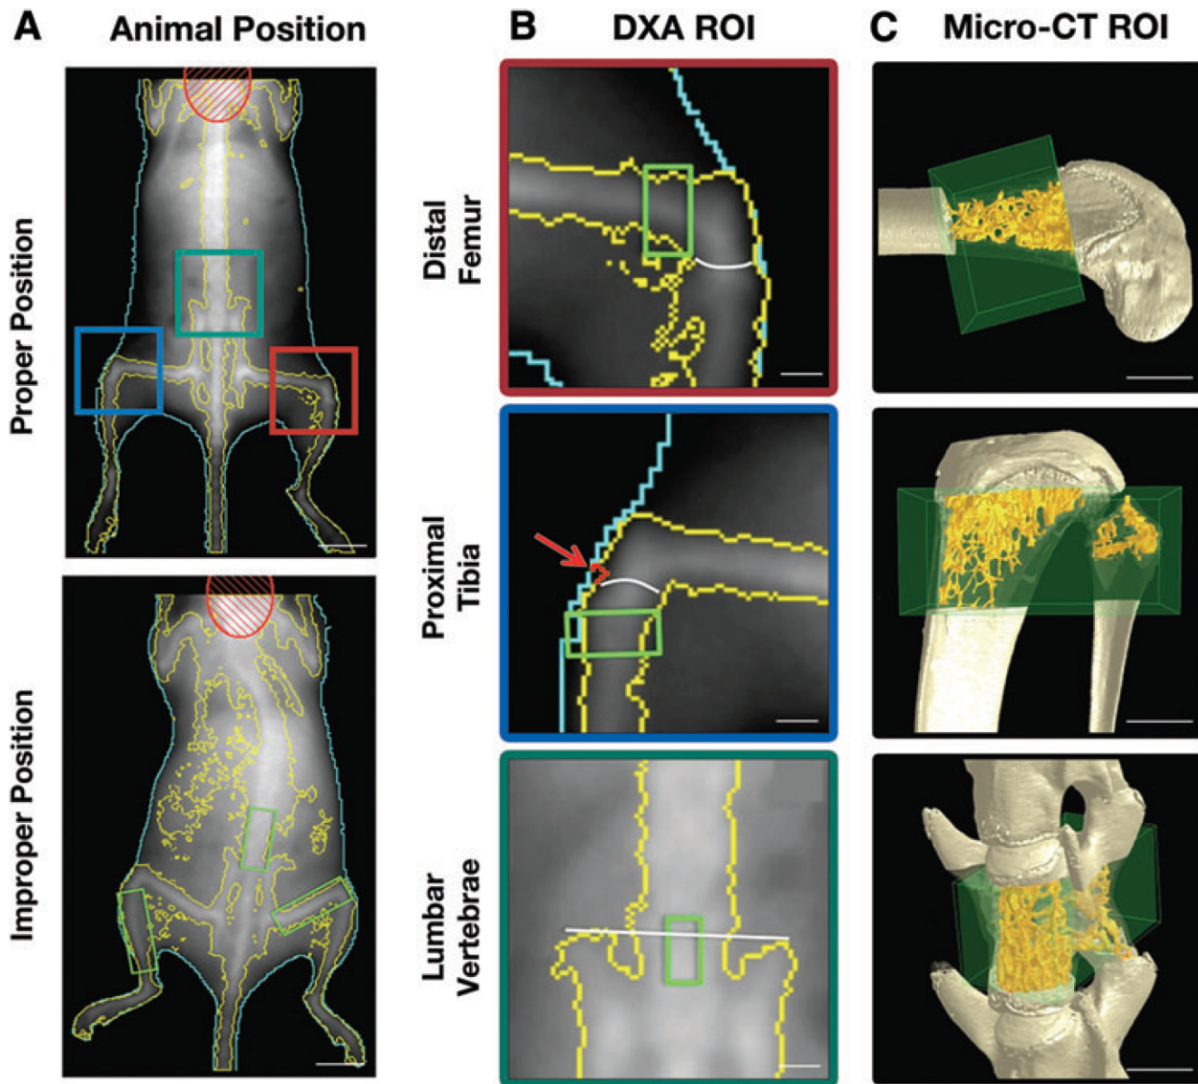 A Animal Position
B DXA ROI
C Micro-CT ROI
Proper Position
Improper Position
Distal
Femur
Proximal
Tibia
Lumbar
Vertebrae